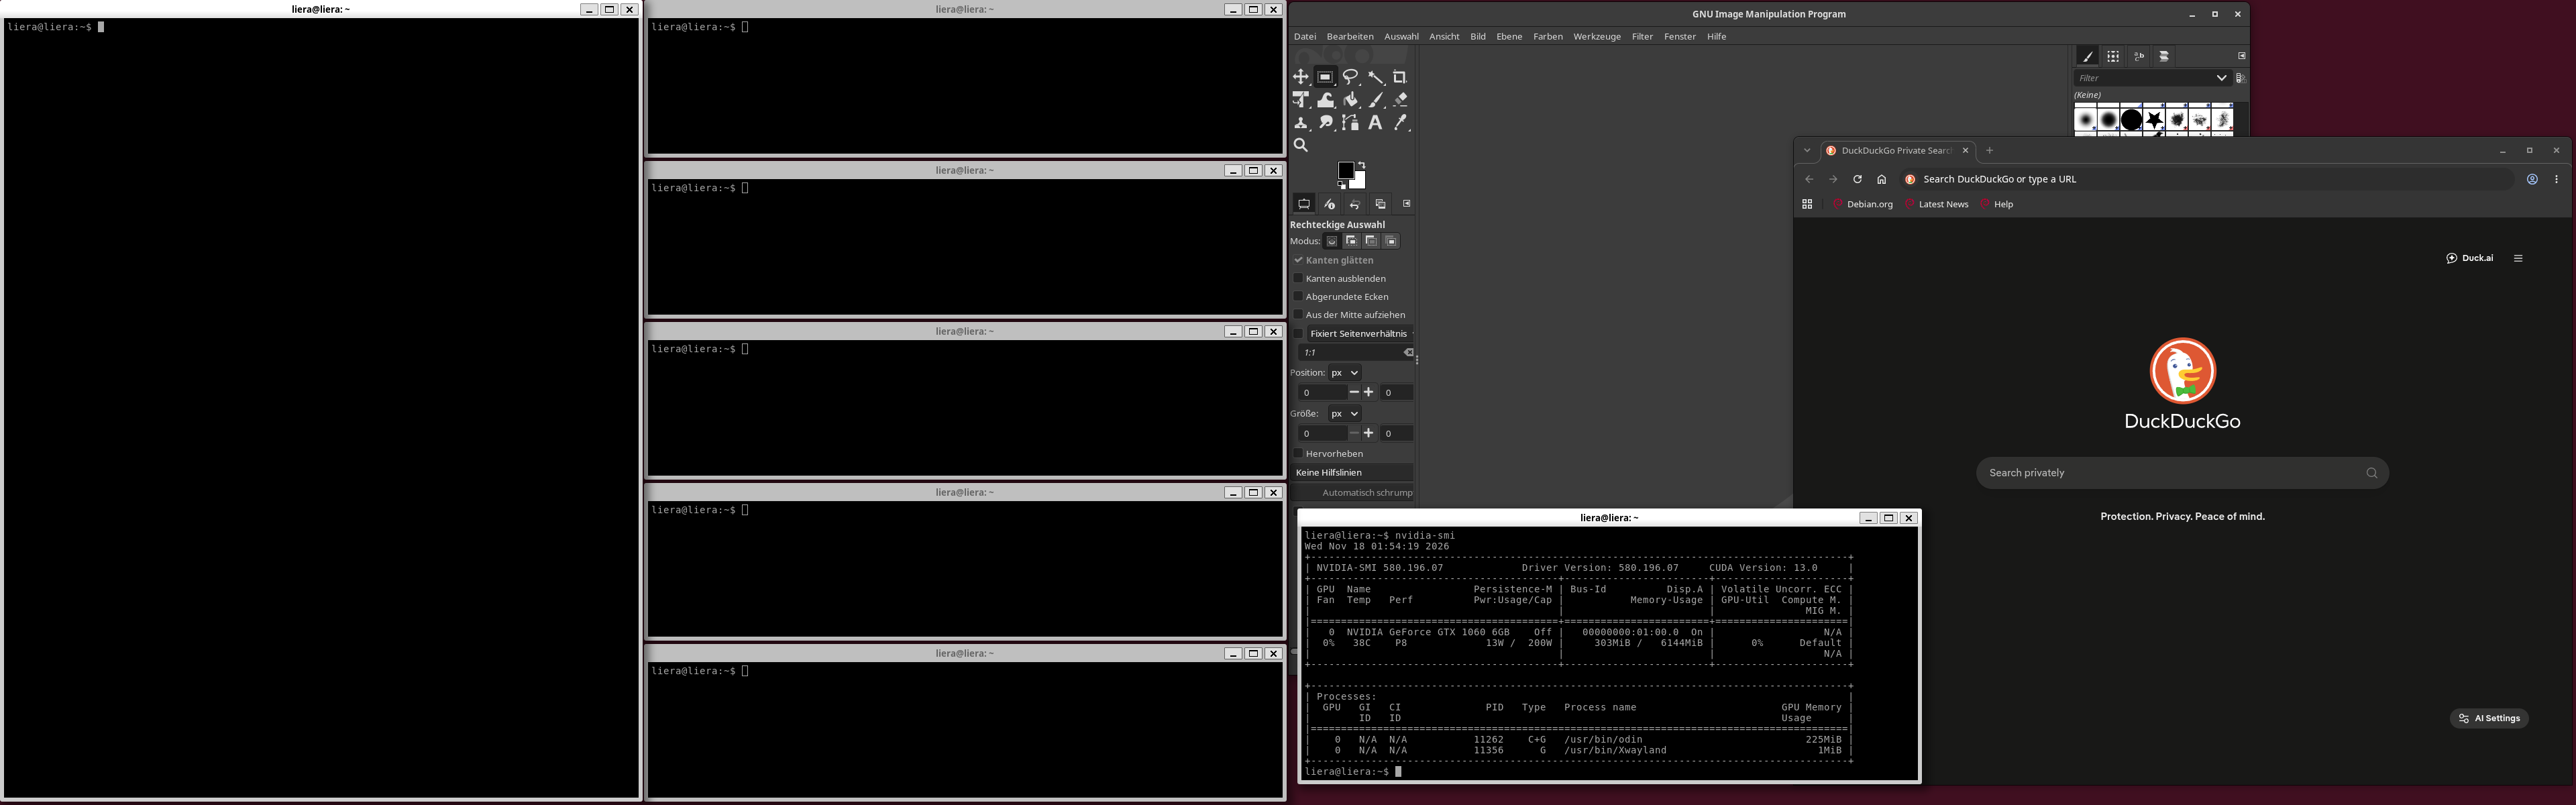 liera@liera: ~
liera@liera:~$
liera@liera: ~
liera@liera:~$
liera@liera: ~
liera@liera:~$
liera@liera: ~
liera@liera:~$
liera@liera: ~
liera@liera:~$
liera@liera: ~
liera@liera:~$
GNU Image Manipulation Program
Datei Bearbeiten Auswahl Ansicht Bild Ebene Farben Werkzeuge Filter Fenster Hilfe
Filter
(Keine)
Rechteckige Auswahl
Modus:
Kanten glätten
Kanten ausblenden
Abgerundete Ecken
Aus der Mitte aufziehen
Fixiert Seitenverhältnis
1:1
Position: px
0 0
Größe: px
0 0
Hervorheben
Keine Hilfslinien
Automatisch schrump
DuckDuckGo Private Searc
Search DuckDuckGo or type a URL
Debian.org Latest News Help
Duck.ai
DuckDuckGo
Search privately
Protection. Privacy. Peace of mind.
AI Settings
liera@liera: ~
liera@liera:~$ nvidia-smi
Wed Nov 18 01:54:19 2026
NVIDIA-SMI 580.196.07 Driver Version: 580.196.07 CUDA Version: 13.0
GPU Name Persistence-M | Bus-Id Disp.A | Volatile Uncorr. ECC
Fan Temp Perf Pwr:Usage/Cap | Memory-Usage | GPU-Util Compute M.
MIG M.
0 NVIDIA GeForce GTX 1060 6GB Off | 00000000:01:00.0 On | N/A
0% 38C P8 13W / 200W | 303MiB / 6144MiB | 0% Default
N/A
Processes:
GPU GI CI PID Type Process name GPU Memory
ID ID Usage
0 N/A N/A 11262 C+G /usr/bin/odin 225MiB
0 N/A N/A 11356 G /usr/bin/Xwayland 1MiB
liera@liera:~$